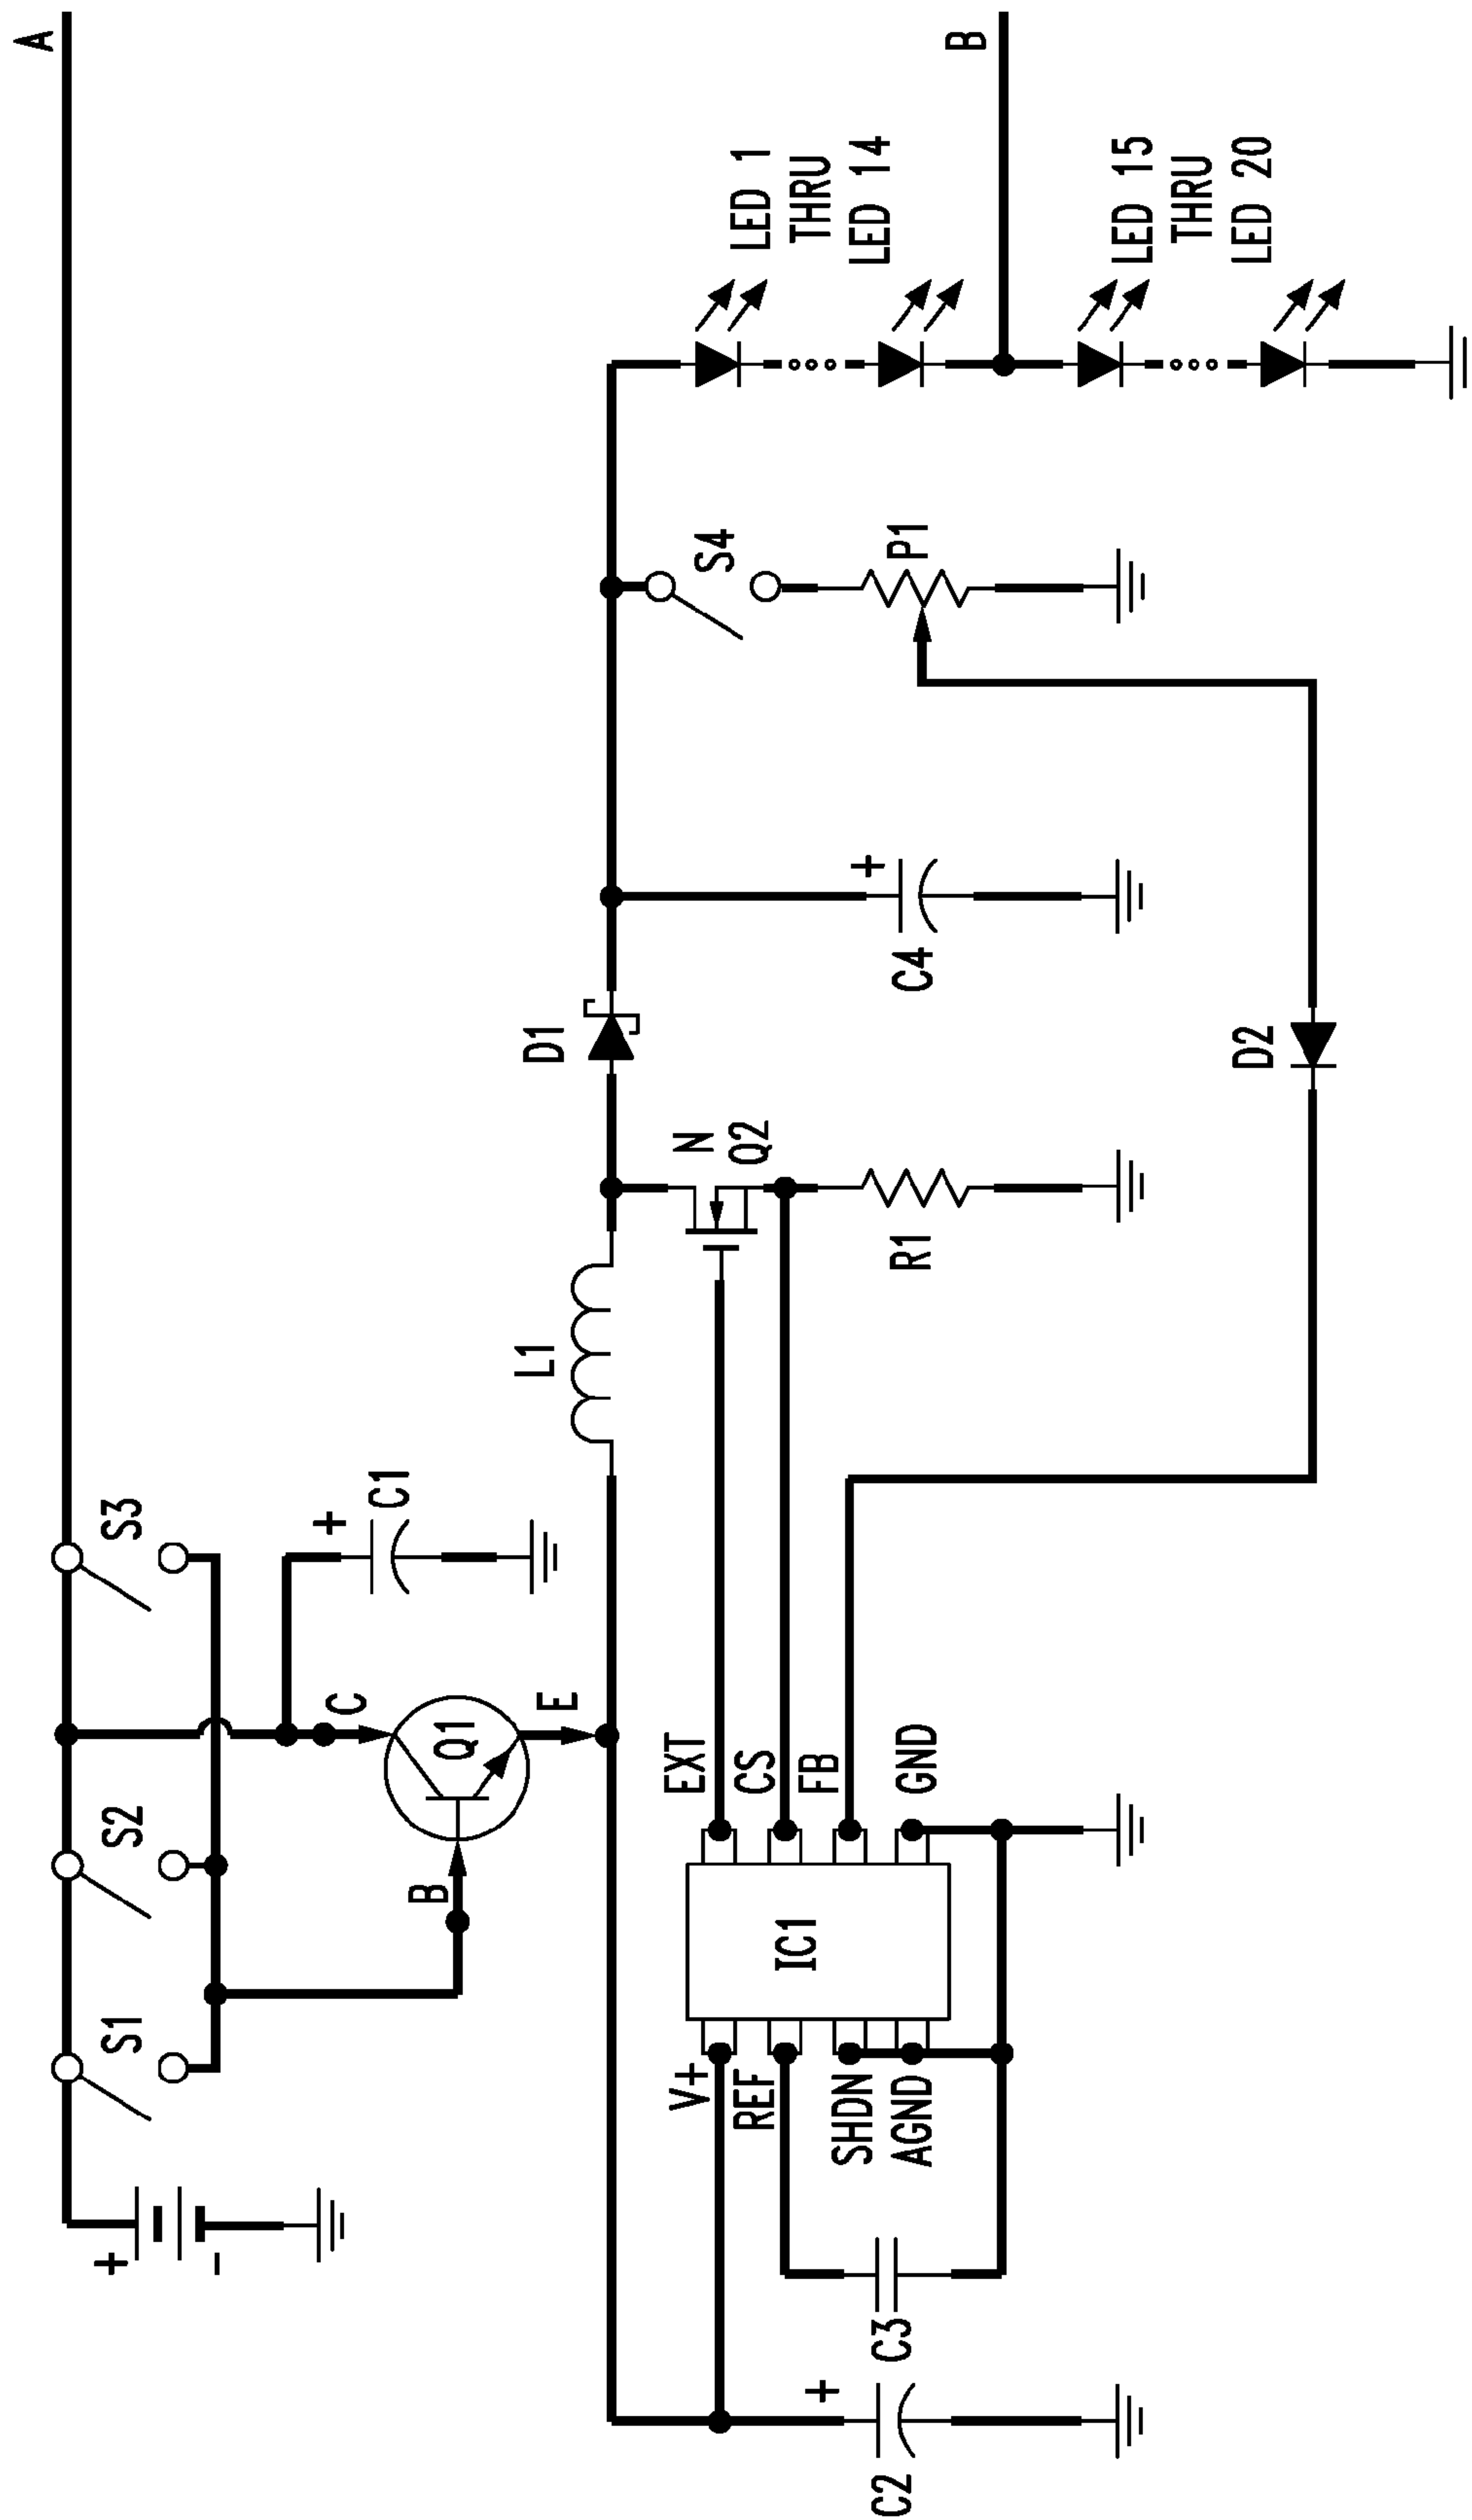 A
S3
S2
S1
+
-
C1
+
C
Q1
B
E
L1
D1
B
LED 1
THRU
LED 14
LED 15
THRU
LED 20
S4
P1
+
C4
N
Q2
R1
D2
EXT
CS
FB
GND
IC1
V+
REF
SHDN
AGND
C3
+
C2